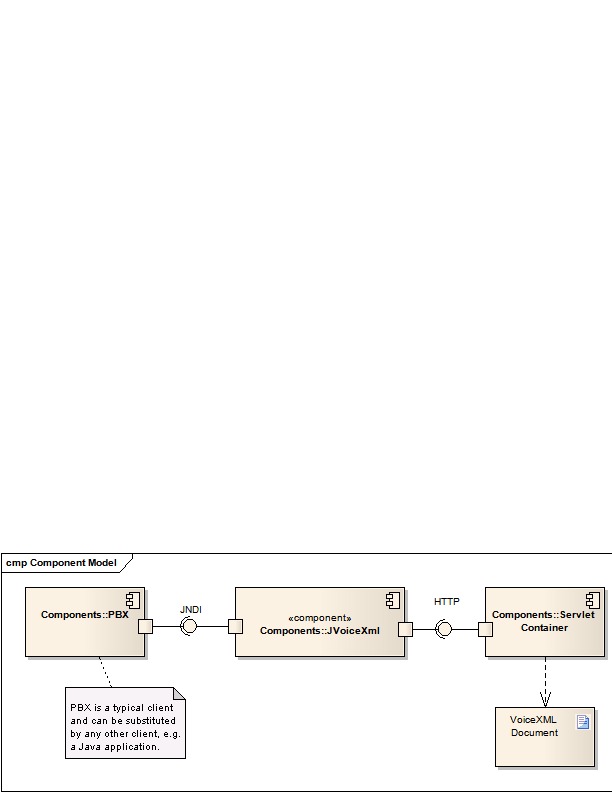 cmp Component Model
Components::PBX
JNDI
«component»
Components::JVoiceXml
HTTP
Components::Servlet
Container
PBX is a typical client
and can be substituted
by any other client, e.g.
a Java application.
VoiceXML
Document